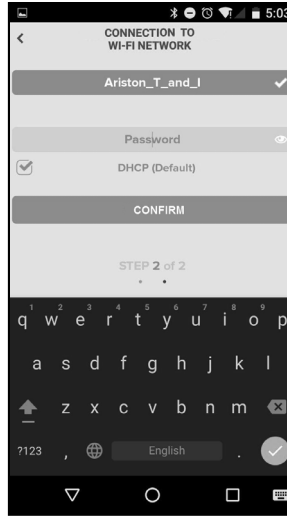 5:03
CONNECTION TO
WI-FI NETWORK
Ariston_T_and_I
Password
DHCP (Default)
CONFIRM
STEP 2 of 2
1 2 3 4 5 6 7 8 9
q w e r t y u i o p
a s d f g h j k l
z x c v b n m
?123 , English .